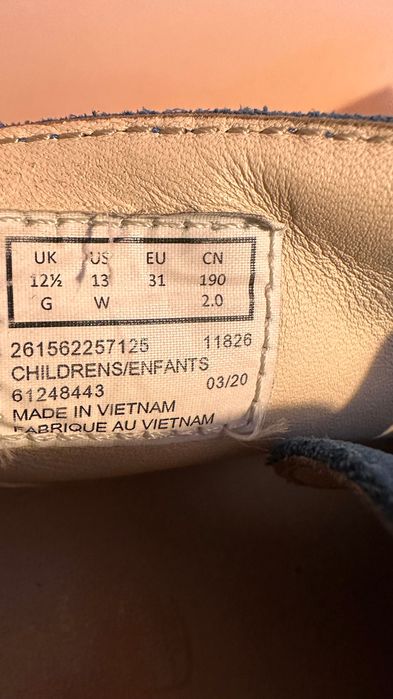 UK US EU CN
12½ 13 31 190
G W 2.0
261562257125 11826
CHILDRENS/ENFANTS
61248443 03/20
MADE IN VIETNAM
FABRIQUE AU VIETNAM